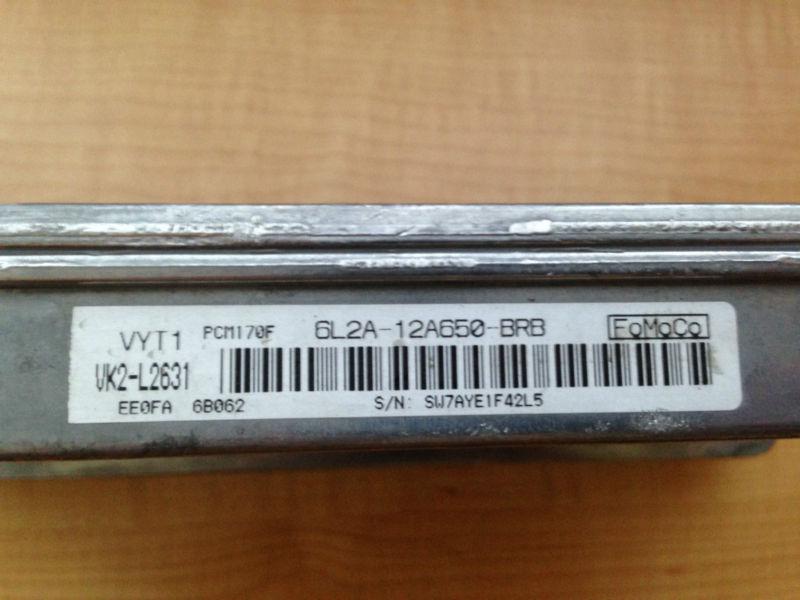 VYT1 PCM170F 6L2A-12A650-BRB FoMoCo
VK2-L2631
EE0FA 6B062 S/N: SW7AYE1F42L5